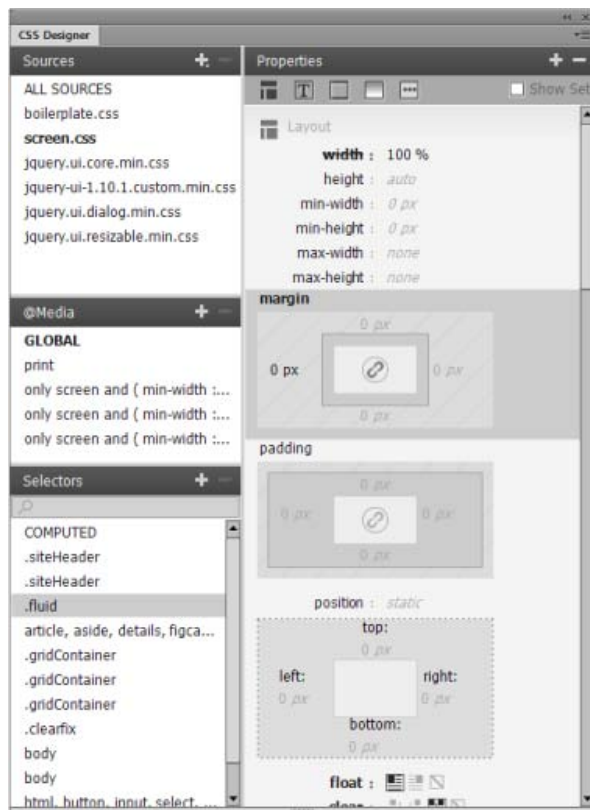 CSS Designer
Sources
ALL SOURCES
boilerplate.css
screen.css
jquery.ui.core.min.css
jquery-ui-1.10.1.custom.min.css
jquery.ui.dialog.min.css
jquery.ui.resizable.min.css
@Media
GLOBAL
print
only screen and ( min-width :...
only screen and ( min-width :...
only screen and ( min-width :...
Selectors
COMPUTED
.siteHeader
.siteHeader
.fluid
article, aside, details, figca...
.gridContainer
.gridContainer
.gridContainer
.clearfix
body
body
html, button, input, select, ...
Properties
T
Show Set
Layout
width : 100 %
height : auto
min-width : 0 px
min-height : 0 px
max-width : none
max-height : none
margin
0 px
0 px 0 px
0 px
padding
0 px
0 px 0 px
0 px
position : static
top:
0 px
left: right:
0 px 0 px
bottom:
0 px
float :
clear